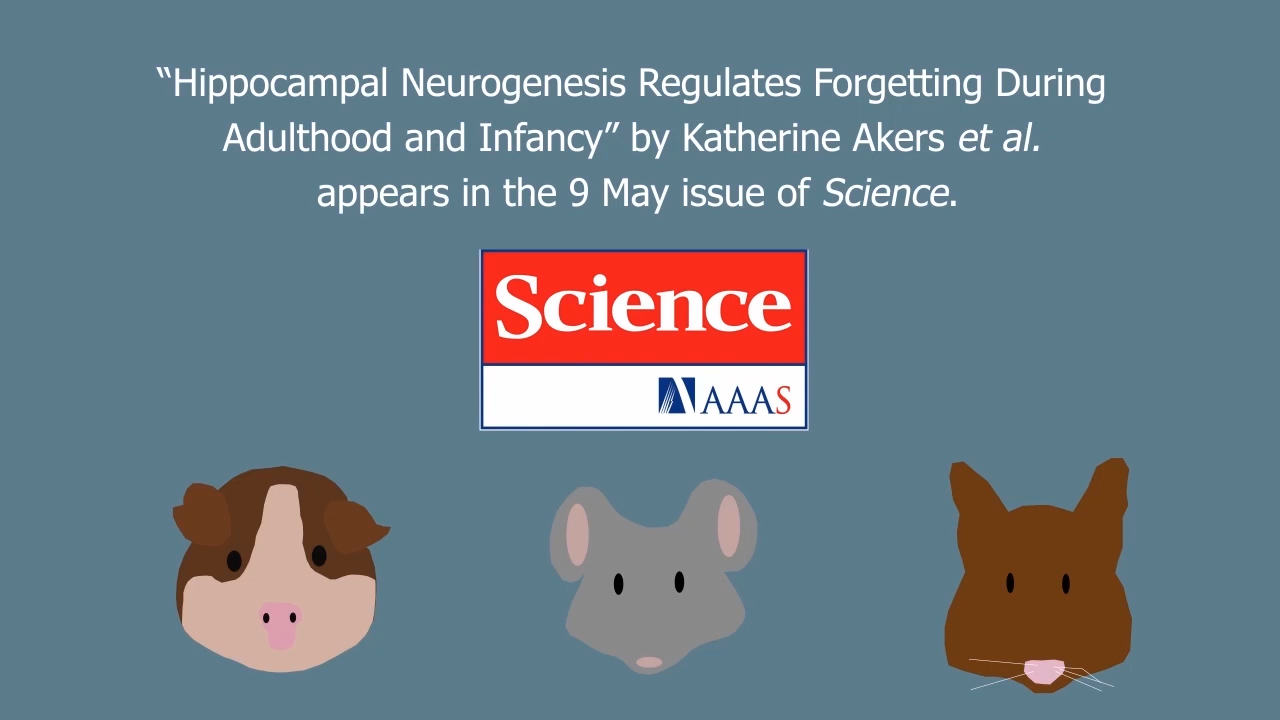 “Hippocampal Neurogenesis Regulates Forgetting During
Adulthood and Infancy” by Katherine Akers et al.
appears in the 9 May issue of Science.
Science
AAAS